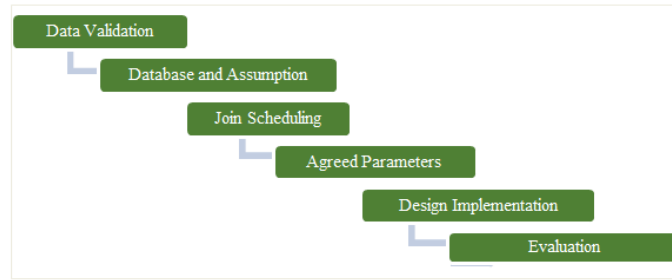 Data Validation
Database and Assumption
Join Scheduling
Agreed Parameters
Design Implementation
Evaluation